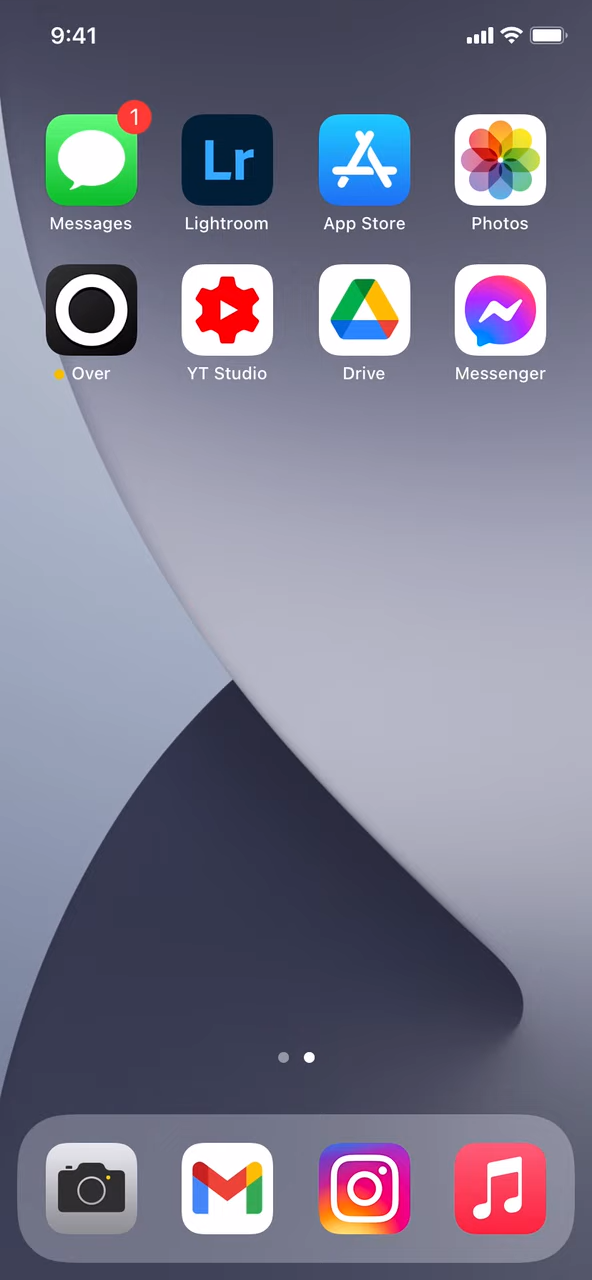 9:41
1
Messages
Lr
Lightroom
App Store
Photos
Over
YT Studio
Drive
Messenger